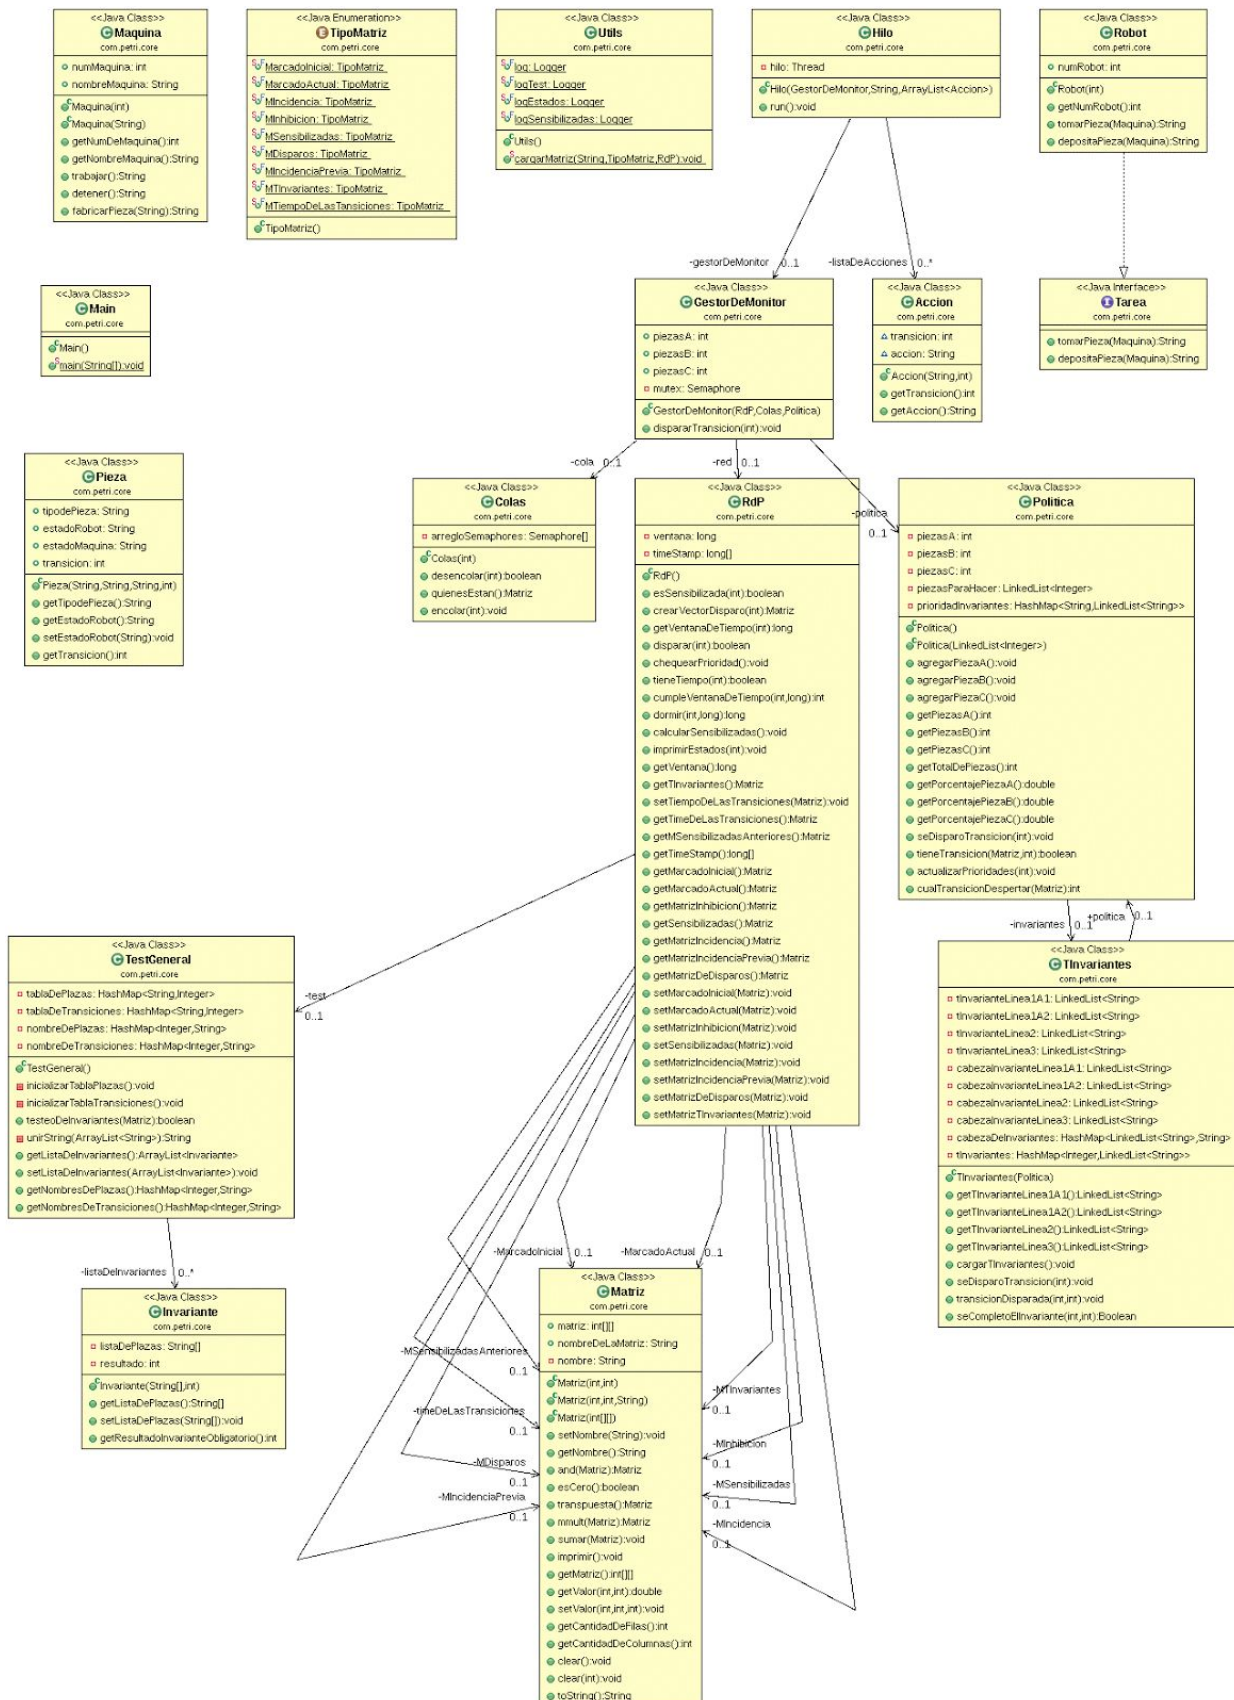 <<Java Class>>
Maquina
com.petri.core
numMaquina: int
nombreMaquina: String
Maquina(int)
Maquina(String)
getNumDeMaquina():int
getNombreMaquina():String
trabajar():String
detener():String
fabricarPieza(String):String
<<Java Enumeration>>
TipoMatriz
com.petri.core
MarcadoInicial: TipoMatriz
MarcadoActual: TipoMatriz
MIncidencia: TipoMatriz
MInhibicion: TipoMatriz
MSensibilizadas: TipoMatriz
MDisparos: TipoMatriz
MIncidenciaPrevia: TipoMatriz
MTInvariantes: TipoMatriz
MTiempoDeLasTansiciones: TipoMatriz
TipoMatriz()
<<Java Class>>
Utils
com.petri.core
log: Logger
logTest: Logger
logEstados: Logger
logSensibilizadas: Logger
Utils()
cargarMatriz(String,TipoMatriz,RdP):void
<<Java Class>>
Hilo
com.petri.core
hilo: Thread
Hilo(GestorDeMonitor,String,ArrayList<Accion>)
run():void
<<Java Class>>
Robot
com.petri.core
numRobot: int
Robot(int)
getNumRobot():int
tomarPieza(Maquina):String
depositaPieza(Maquina):String
-gestorDeMonitor 0..1
-listaDeAcciones 0..*
<<Java Class>>
Main
com.petri.core
Main()
main(String[]):void
<<Java Class>>
GestorDeMonitor
com.petri.core
piezasA: int
piezasB: int
piezasC: int
mutex: Semaphore
GestorDeMonitor(RdP,Colas,Politica)
dispararTransicion(int):void
<<Java Class>>
Accion
com.petri.core
transicion: int
accion: String
Accion(String,int)
getTransicion():int
getAccion():String
<<Java Interface>>
Tarea
com.petri.core
tomarPieza(Maquina):String
depositaPieza(Maquina):String
-cola 0..1
-red 0..1
-politica
0..1
<<Java Class>>
Pieza
com.petri.core
tipodePieza: String
estadoRobot: String
estadoMaquina: String
transicion: int
Pieza(String,String,String,int)
getTipodePieza():String
getEstadoRobot():String
setEstadoRobot(String):void
getTransicion():int
<<Java Class>>
Colas
com.petri.core
arregloSemaphores: Semaphore[]
Colas(int)
desencolar(int):boolean
quienesEstan():Matriz
encolar(int):void
<<Java Class>>
RdP
com.petri.core
ventana: long
timeStamp: long[]
RdP()
esSensibilizada(int):boolean
crearVectorDisparo(int):Matriz
getVentanaDeTiempo(int):long
disparar(int):boolean
chequearPrioridad():void
tieneTiempo(int):boolean
cumpleVentanaDeTiempo(int,long):int
dormir(int,long):long
calcularSensibilizadas():void
imprimirEstados(int):void
getVentana():long
getTInvariantes():Matriz
setTiempoDeLasTransiciones(Matriz):void
getTimeDeLasTransiciones():Matriz
getMSensibilizadasAnteriores():Matriz
getTimeStamp():long[]
getMarcadoInicial():Matriz
getMarcadoActual():Matriz
getMatrizInhibicion():Matriz
getSensibilizadas():Matriz
getMatrizIncidencia():Matriz
getMatrizIncidenciaPrevia():Matriz
getMatrizDeDisparos():Matriz
setMarcadoInicial(Matriz):void
setMarcadoActual(Matriz):void
setMatrizInhibicion(Matriz):void
setSensibilizadas(Matriz):void
setMatrizIncidencia(Matriz):void
setMatrizIncidenciaPrevia(Matriz):void
setMatrizDeDisparos(Matriz):void
setMatrizTInvariantes(Matriz):void
<<Java Class>>
Politica
com.petri.core
piezasA: int
piezasB: int
piezasC: int
piezasParaHacer: LinkedList<Integer>
prioridadInvariantes: HashMap<String,LinkedList<String>>
Politica()
Politica(LinkedList<Integer>)
agregarPiezaA():void
agregarPiezaB():void
agregarPiezaC():void
getPiezasA():int
getPiezasB():int
getPiezasC():int
getTotalDePiezas():int
getPorcentajePiezaA():double
getPorcentajePiezaB():double
getPorcentajePiezaC():double
seDisparoTransicion(int):void
tieneTransicion(Matriz,int):boolean
actualizarPrioridades(int):void
cualTransicionDespertar(Matriz):int
-invariantes 0..1
+politica 0..1
<<Java Class>>
TestGeneral
com.petri.core
tablaDePlazas: HashMap<String,Integer>
tablaDeTransiciones: HashMap<String,Integer>
nombreDePlazas: HashMap<Integer,String>
nombreDeTransiciones: HashMap<Integer,String>
TestGeneral()
inicializarTablaPlazas():void
inicializarTablaTransiciones():void
testeoDeInvariantes(Matriz):boolean
unirString(ArrayList<String>):String
getListaDeInvariantes():ArrayList<Invariante>
setListaDeInvariantes(ArrayList<Invariante>):void
getNombresDePlazas():HashMap<Integer,String>
getNombresDeTransiciones():HashMap<Integer,String>
-test
0..1
<<Java Class>>
TInvariantes
com.petri.core
tInvarianteLinea1A1: LinkedList<String>
tInvarianteLinea1A2: LinkedList<String>
tInvarianteLinea2: LinkedList<String>
tInvarianteLinea3: LinkedList<String>
cabezaInvarianteLinea1A1: LinkedList<String>
cabezaInvarianteLinea1A2: LinkedList<String>
cabezaInvarianteLinea2: LinkedList<String>
cabezaInvarianteLinea3: LinkedList<String>
cabezaDeInvariantes: HashMap<LinkedList<String>,String>
tInvariantes: HashMap<Integer,LinkedList<String>>
TInvariantes(Politica)
getTInvarianteLinea1A1():LinkedList<String>
getTInvarianteLinea1A2():LinkedList<String>
getTInvarianteLinea2():LinkedList<String>
getTInvarianteLinea3():LinkedList<String>
cargarTInvariantes():void
seDisparoTransicion(int):void
transicionDisparada(int,int):void
seCompletoElInvariante(int,int):Boolean
-listaDeInvariantes 0..*
<<Java Class>>
Invariante
com.petri.core
listaDePlazas: String[]
resultado: int
Invariante(String[],int)
getListaDePlazas():String[]
setListaDePlazas(String[]):void
getResultadoInvarianteObligatorio():int
-MarcadoInicial 0..1
-MarcadoActual 0..1
-MSensibilizadasAnteriores
0..1
-timeDeLasTransiciones
0..1
-MDisparos
0..1
-MIncidenciaPrevia
0..1
<<Java Class>>
Matriz
com.petri.core
matriz: int[][]
nombreDeLaMatriz: String
nombre: String
Matriz(int,int)
Matriz(int,int,String)
Matriz(int[][])
setNombre(String):void
getNombre():String
and(Matriz):Matriz
esCero():boolean
transpuesta():Matriz
mmult(Matriz):Matriz
sumar(Matriz):void
imprimir():void
getMatriz():int[][]
getValor(int,int):double
setValor(int,int,int):void
getCantidadDeFilas():int
getCantidadDeColumnas():int
clear():void
clear(int):void
toString():String
-MTInvariantes
0..1
-MInhibicion
0..1
-MSensibilizadas
0..1
-MIncidencia
0..1